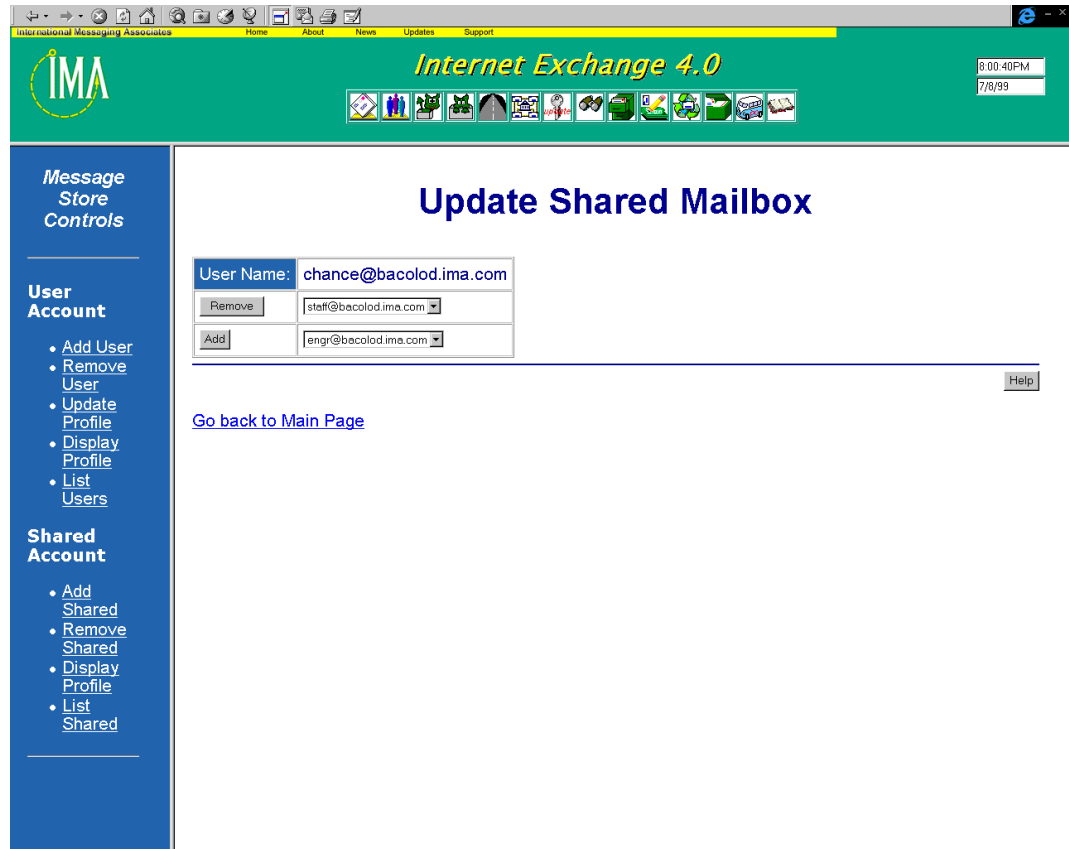 International Messaging Associates Home About News Updates Support
IMA
Internet Exchange 4.0
8:00:40PM
7/8/99
update
Message
Store
Controls
User
Account
Add User
Remove
User
Update
Profile
Display
Profile
List
Users
Shared
Account
Add
Shared
Remove
Shared
Display
Profile
List
Shared
Update Shared Mailbox
User Name: chance@bacolod.ima.com
Remove staff@bacolod.ima.com
Add engr@bacolod.ima.com
Help
Go back to Main Page